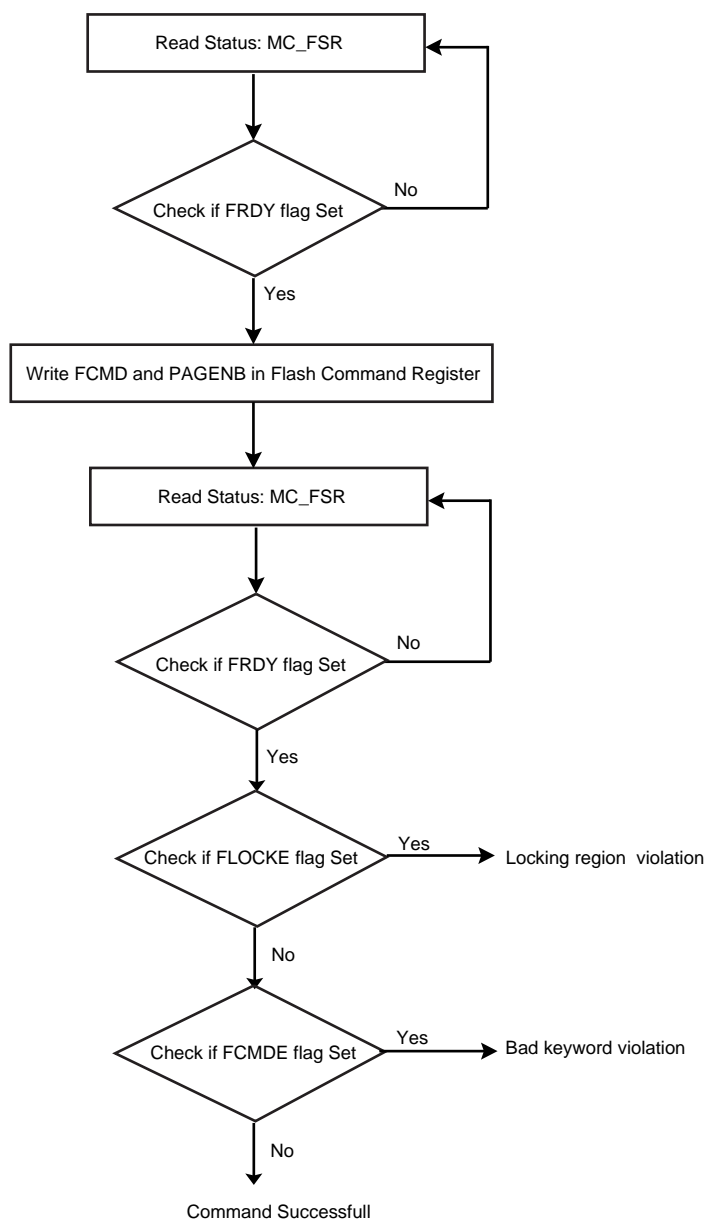 Read Status: MC_FSR
No
Check if FRDY flag Set
Yes
Write FCMD and PAGENB in Flash Command Register
Read Status: MC_FSR
No
Check if FRDY flag Set
Yes
Yes
Check if FLOCKE flag Set
Locking region violation
No
Yes
Check if FCMDE flag Set
Bad keyword violation
No
Command Successfull